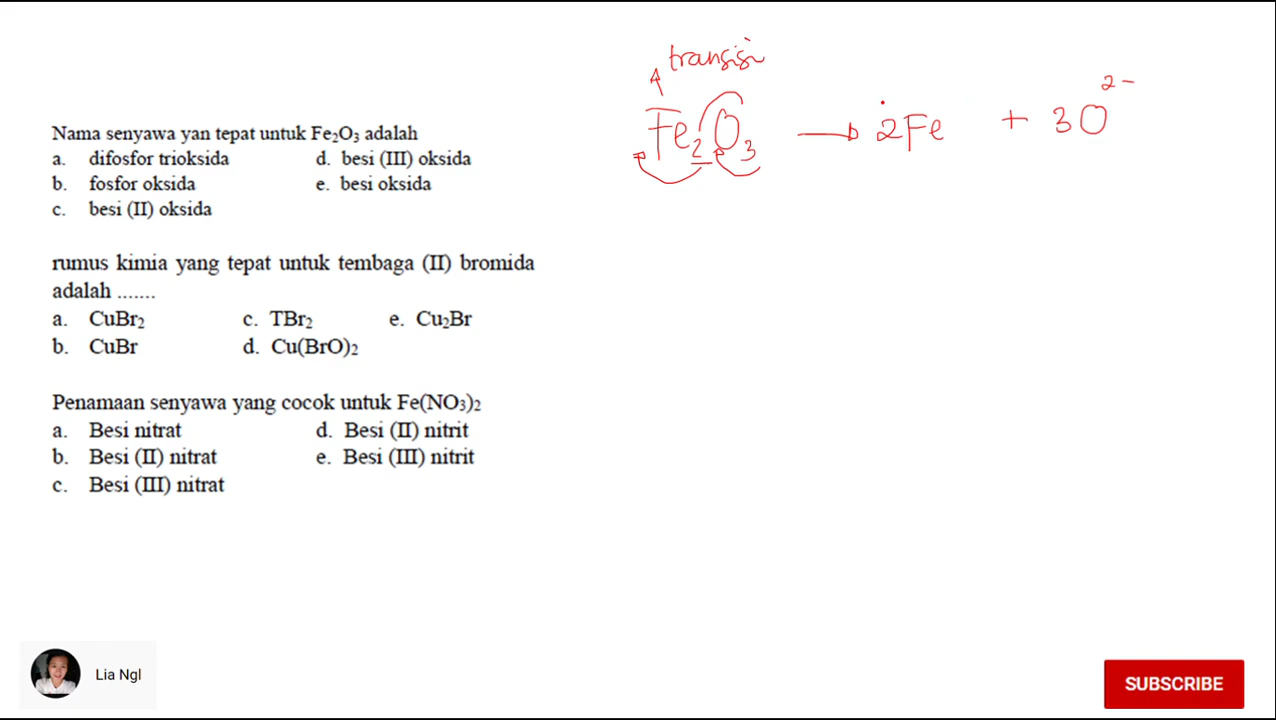 Nama senyawa yan tepat untuk Fe₂O₃ adalah
a. difosfor trioksida d. besi (III) oksida
b. fosfor oksida e. besi oksida
c. besi (II) oksida
rumus kimia yang tepat untuk tembaga (II) bromida
adalah .......
a. CuBr₂ c. TBr₂ e. Cu₂Br
b. CuBr d. Cu(BrO)₂
Penamaan senyawa yang cocok untuk Fe(NO₃)₂
a. Besi nitrat d. Besi (II) nitrit
b. Besi (II) nitrat e. Besi (III) nitrit
c. Besi (III) nitrat
transisi
Fe₂O₃ → 2Fe + 3O²⁻
Lia Ngl
SUBSCRIBE